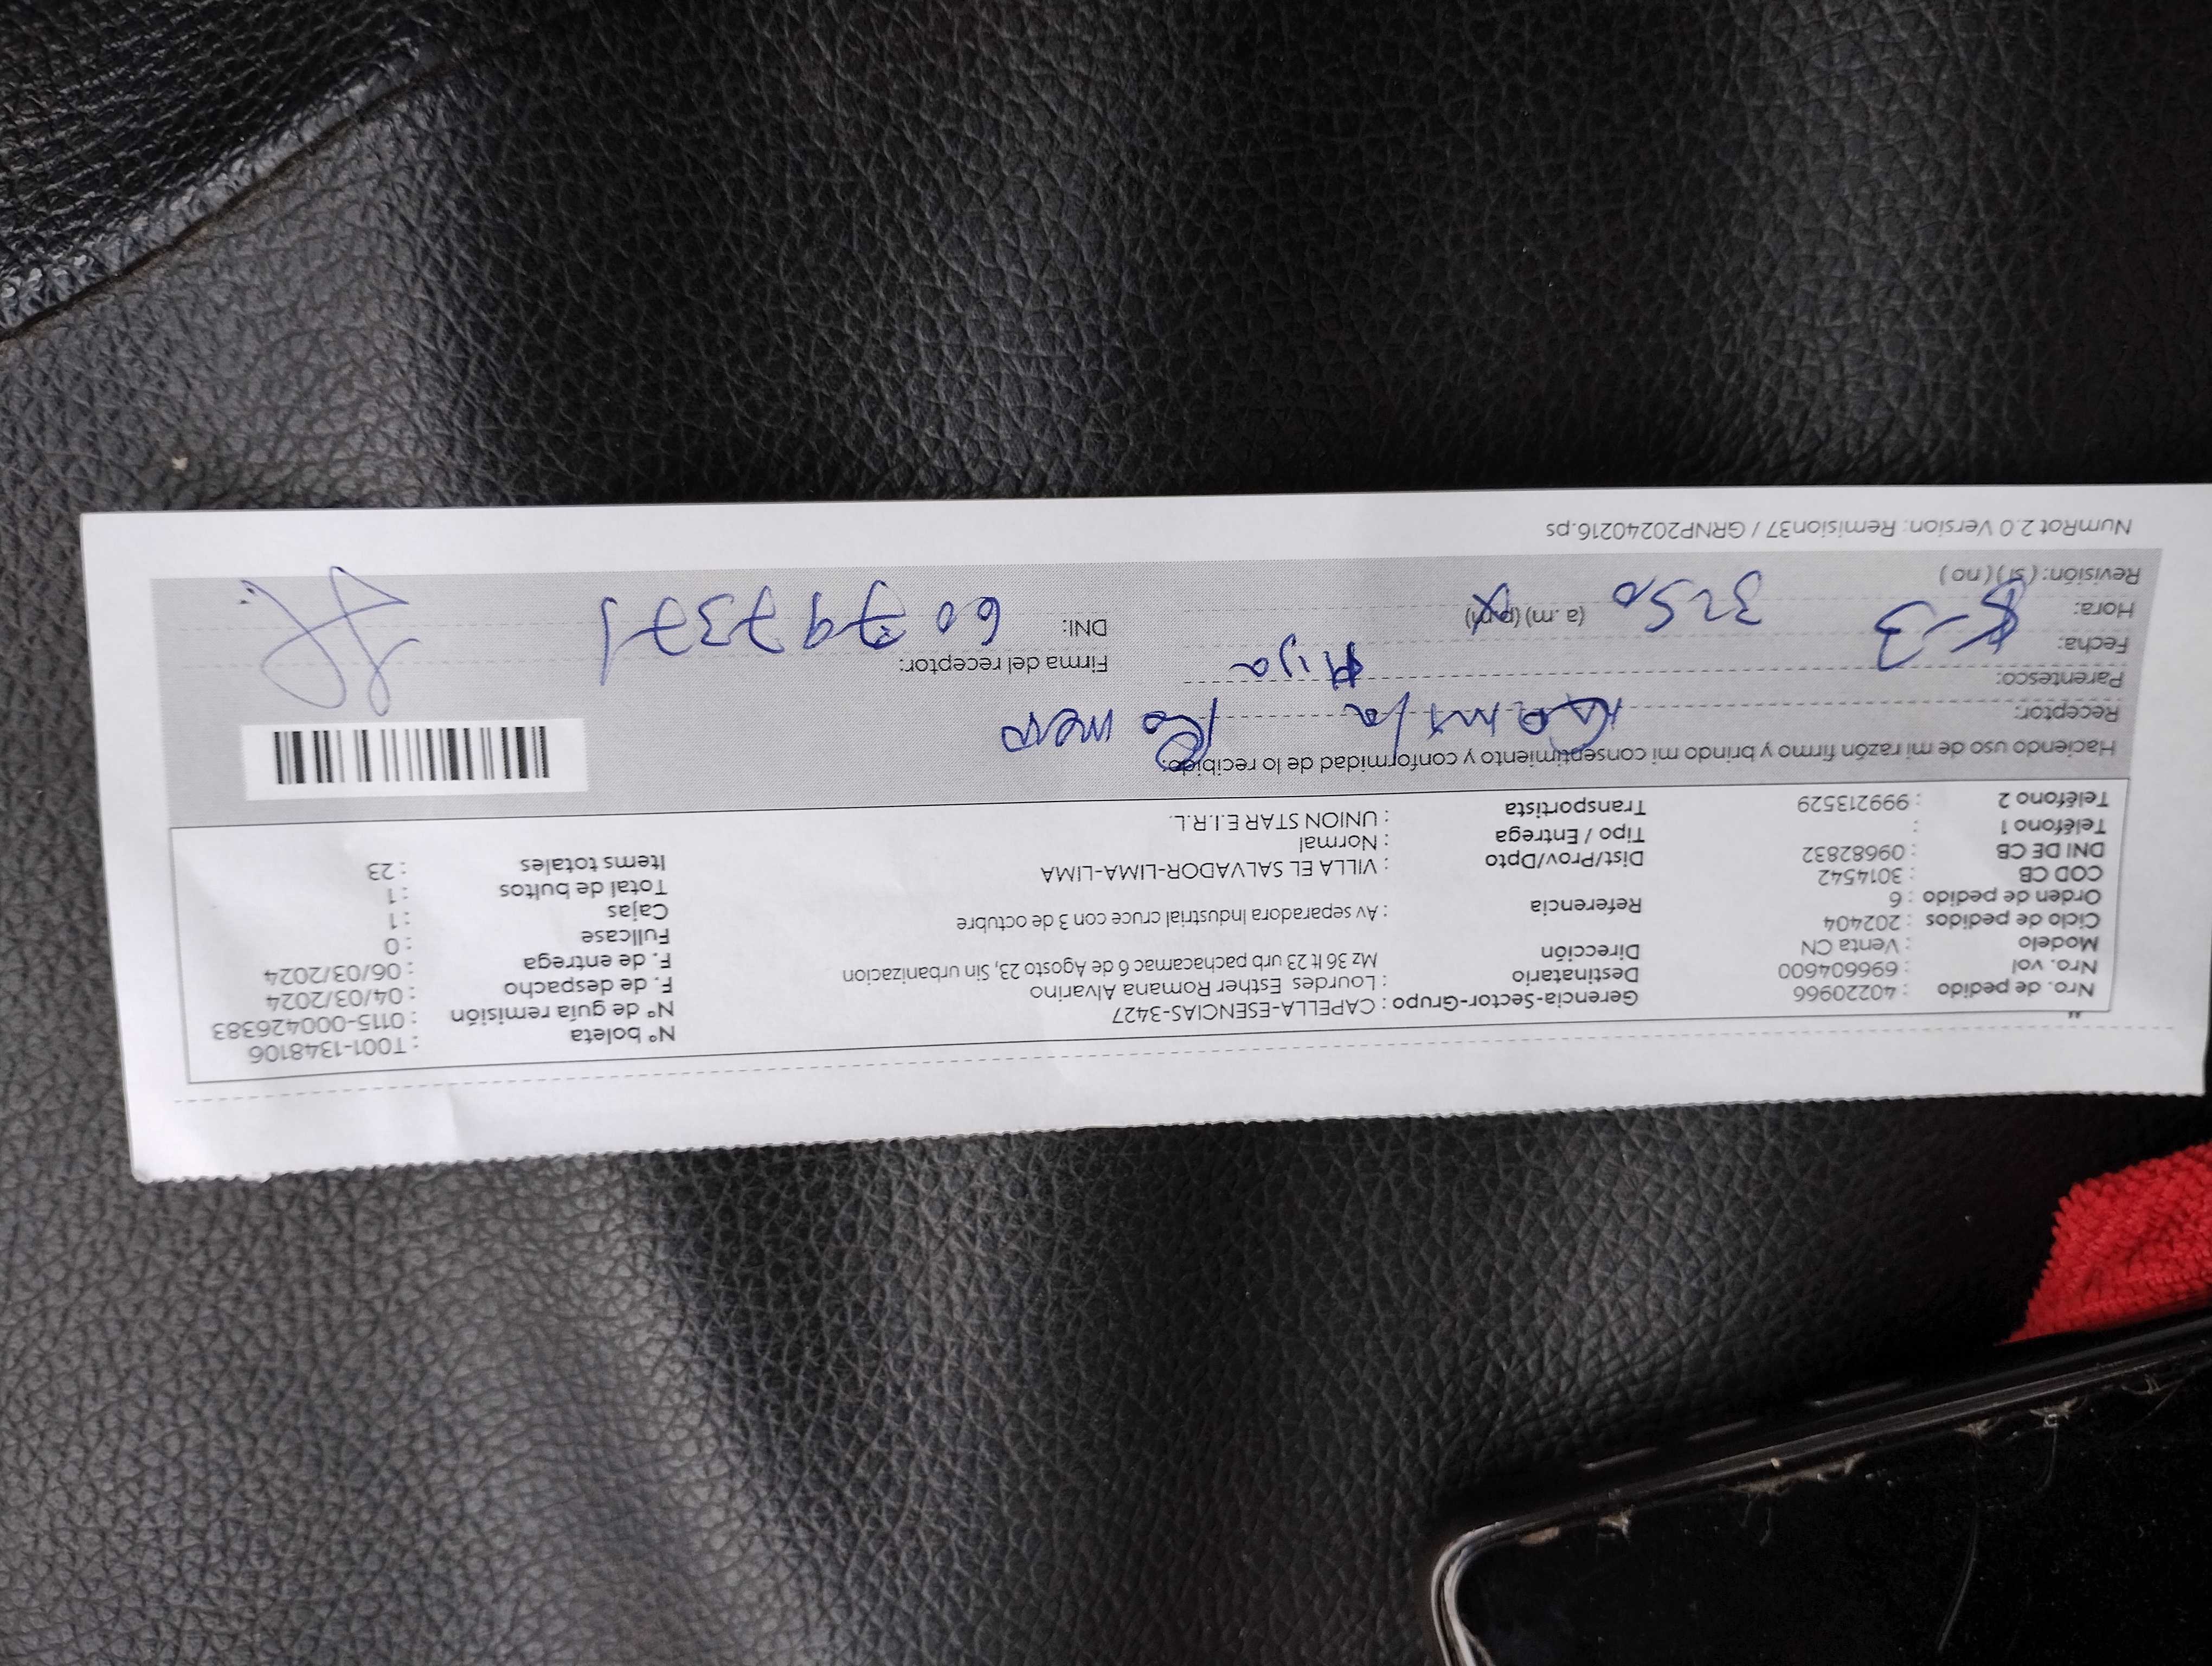 Nro. de pedido : 40220966 Gerencia-Sector-Grupo : CAPELLA-ESENCIAS-3427 N° boleta : T001-1348106
Nro. vol : 696604600 Destinatario : Lourdes Esther Romana Alvarino N° de guía remisión : 0115-000426383
Modelo : Venta CN Dirección Mz 36 lt 23 urb pachacamac 6 de Agosto 23, Sin urbanizacion F. de despacho : 04/03/2024
Ciclo de pedidos : 202404 F. de entrega : 06/03/2024
Orden de pedido : 6 Referencia : Av separadora Industrial cruce con 3 de octubre Fullcase : 0
COD CB : 3014542 Cajas : 1
DNI DE CB : 09682832 Dist/Prov/Dpto : VILLA EL SALVADOR-LIMA-LIMA Total de bultos : 1
Teléfono 1 : Tipo / Entrega : Normal Items totales : 23
Teléfono 2 : 999213529 Transportista : UNION STAR E.I.R.L.
Haciendo uso de mi razón firmo y brindo mi consentimiento y conformidad de lo recibido:
Receptor: Kamila Romero
Parentesco: Hija Firma del receptor:
Fecha: -3
Hora: 3:50 (a .m) (p.m) DNI: 60797371
Revisión: ( si ) ( no )
NumRot 2.0 Version: Remision37 / GRNP20240216.ps